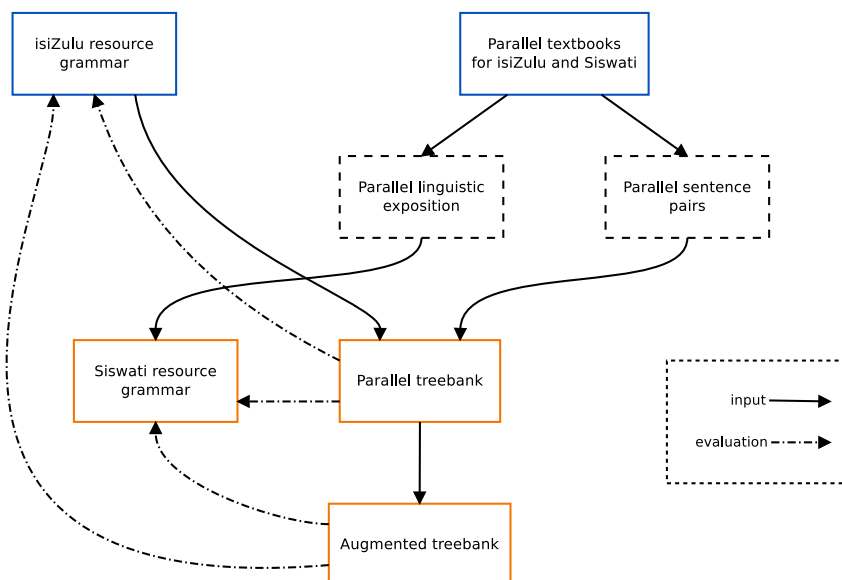 isiZulu resource
grammar
Parallel textbooks
for isiZulu and Siswati
Parallel linguistic
exposition
Parallel sentence
pairs
Siswati resource
grammar
Parallel treebank
input
evaluation
Augmented treebank